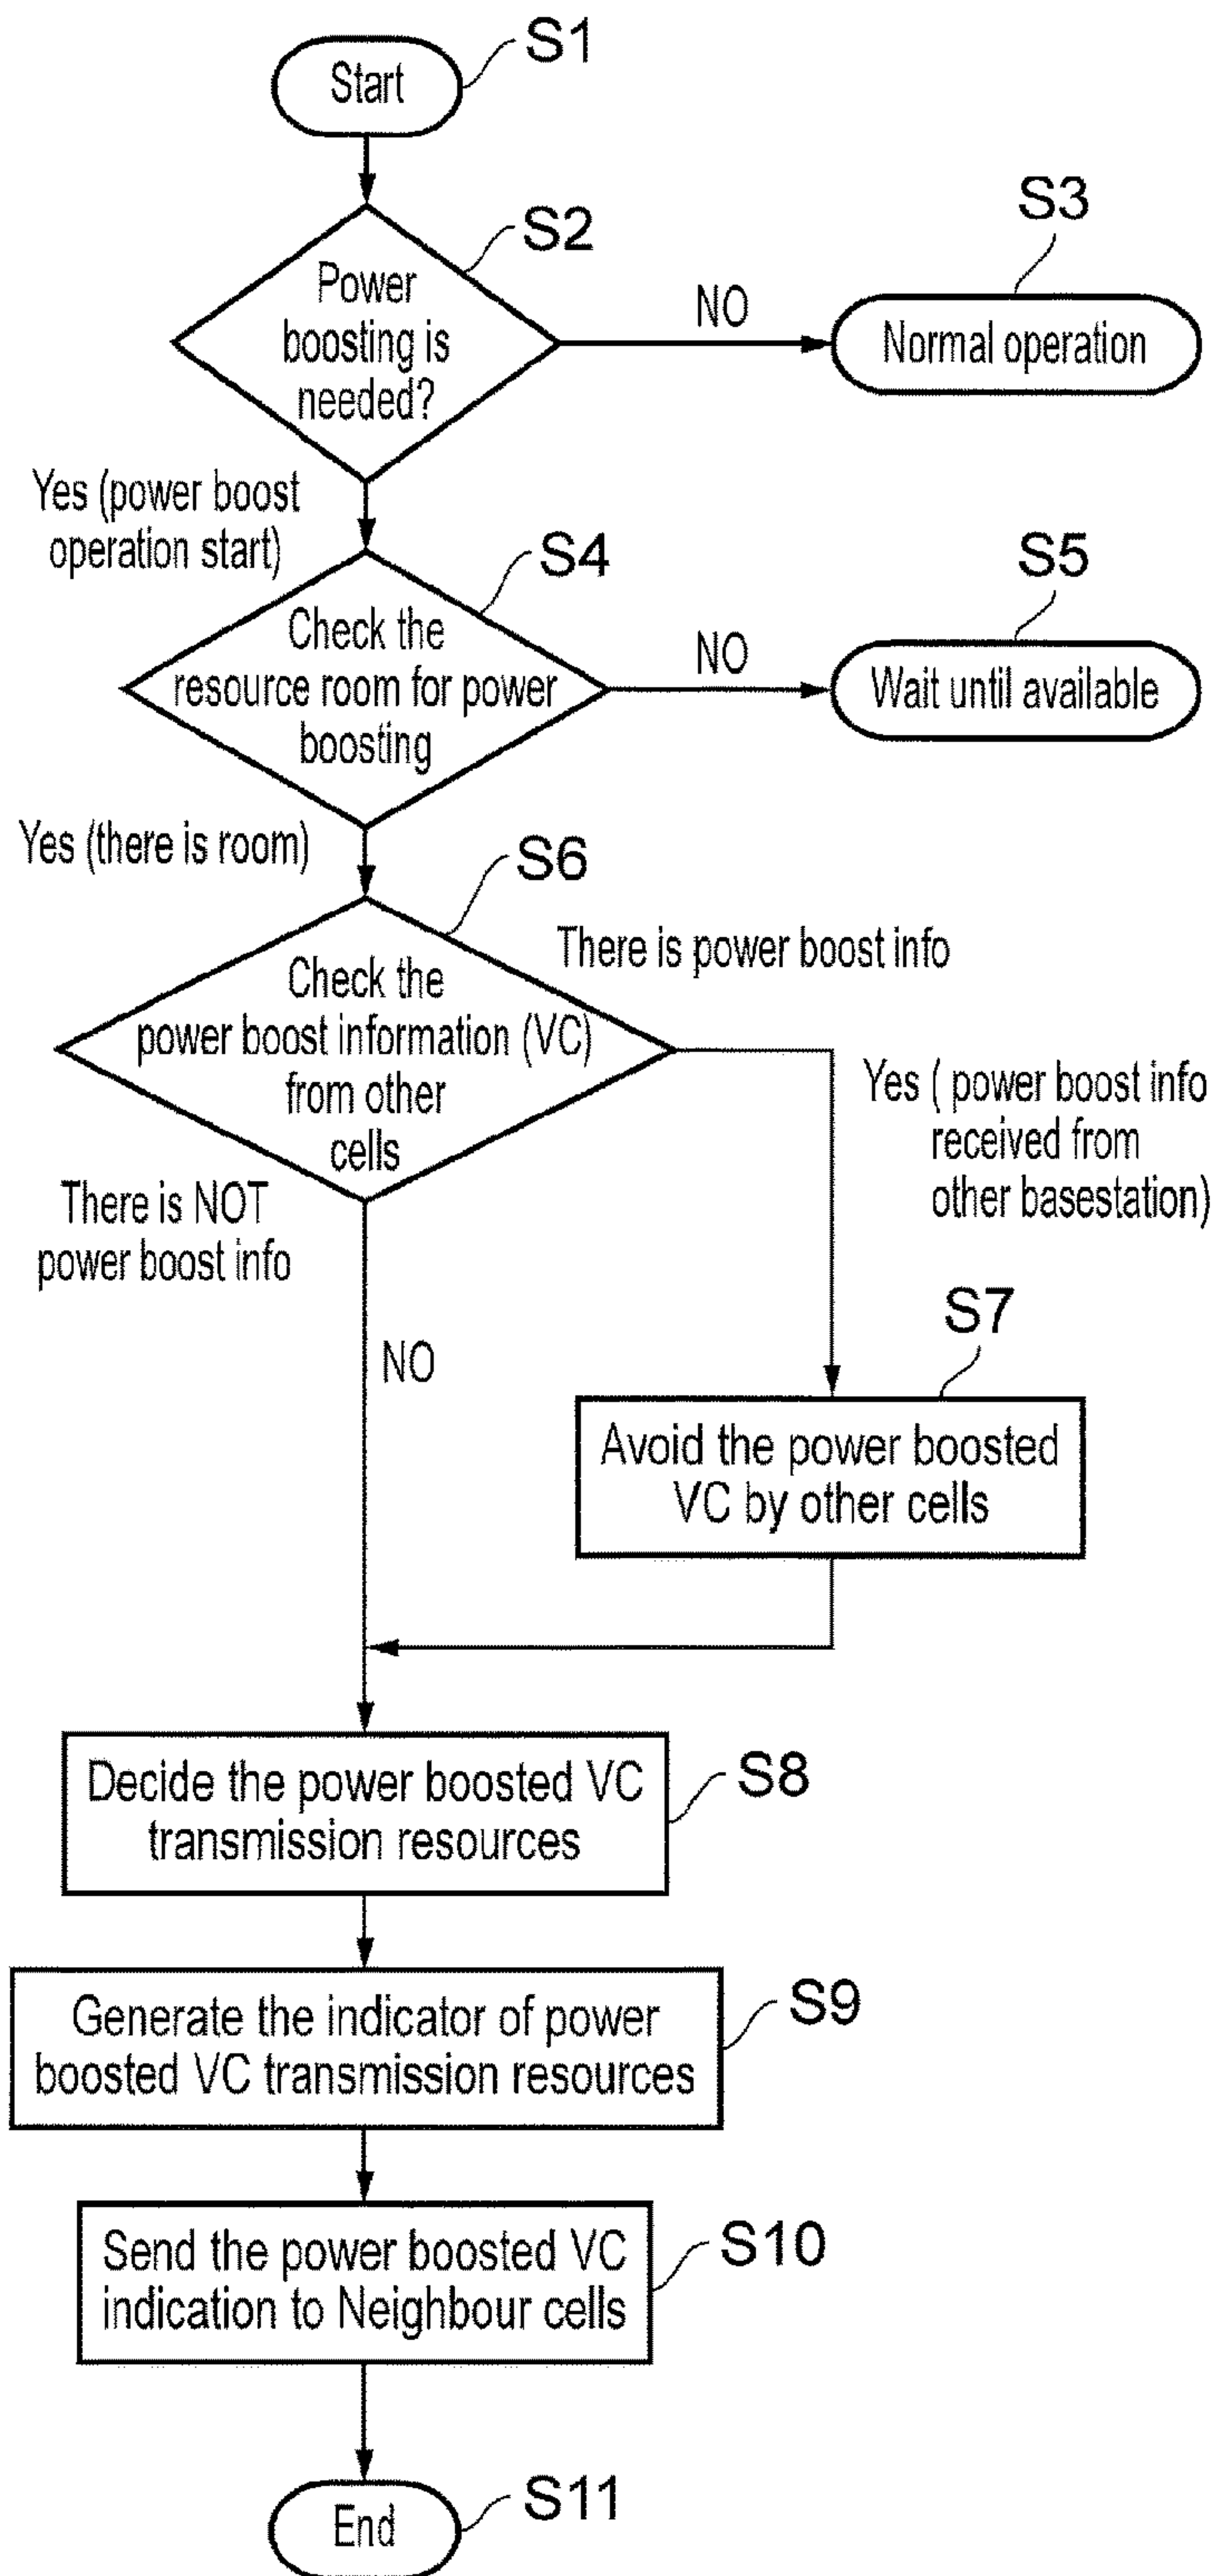 S1
Start
S2
Power
boosting is
needed?
NO
S3
Normal operation
Yes (power boost
operation start)
S4
Check the
resource room for power
boosting
NO
S5
Wait until available
Yes (there is room)
S6
There is power boost info
Check the
power boost information (VC)
from other
cells
Yes ( power boost info
received from
other basestation)
There is NOT
power boost info
NO
S7
Avoid the power boosted
VC by other cells
Decide the power boosted VC
transmission resources
S8
Generate the indicator of power
boosted VC transmission resources
S9
Send the power boosted VC
indication to Neighbour cells
S10
End
S11